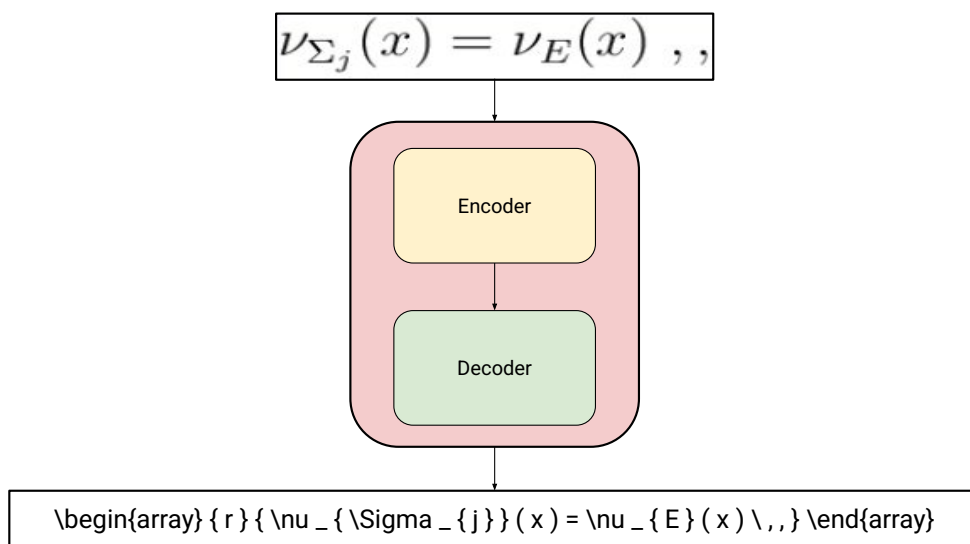 ν_{Σ_j}(x) = ν_E(x) , ,
Encoder
Decoder
\begin{array} { r } { \nu _ { \Sigma _ { j } } ( x ) = \nu _ { E } ( x ) \ , , } \end{array}